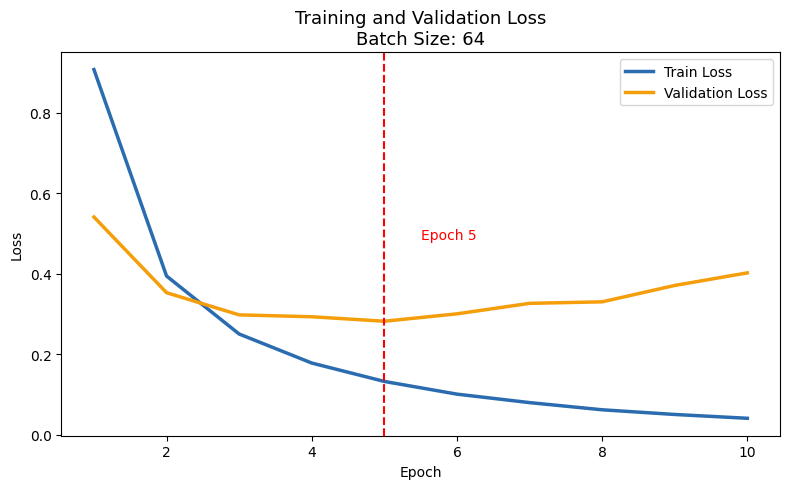 Training and Validation Loss
Batch Size: 64
Train Loss
Validation Loss
Epoch 5
Loss
0.8
0.6
0.4
0.2
0.0
2
4
6
8
10
Epoch